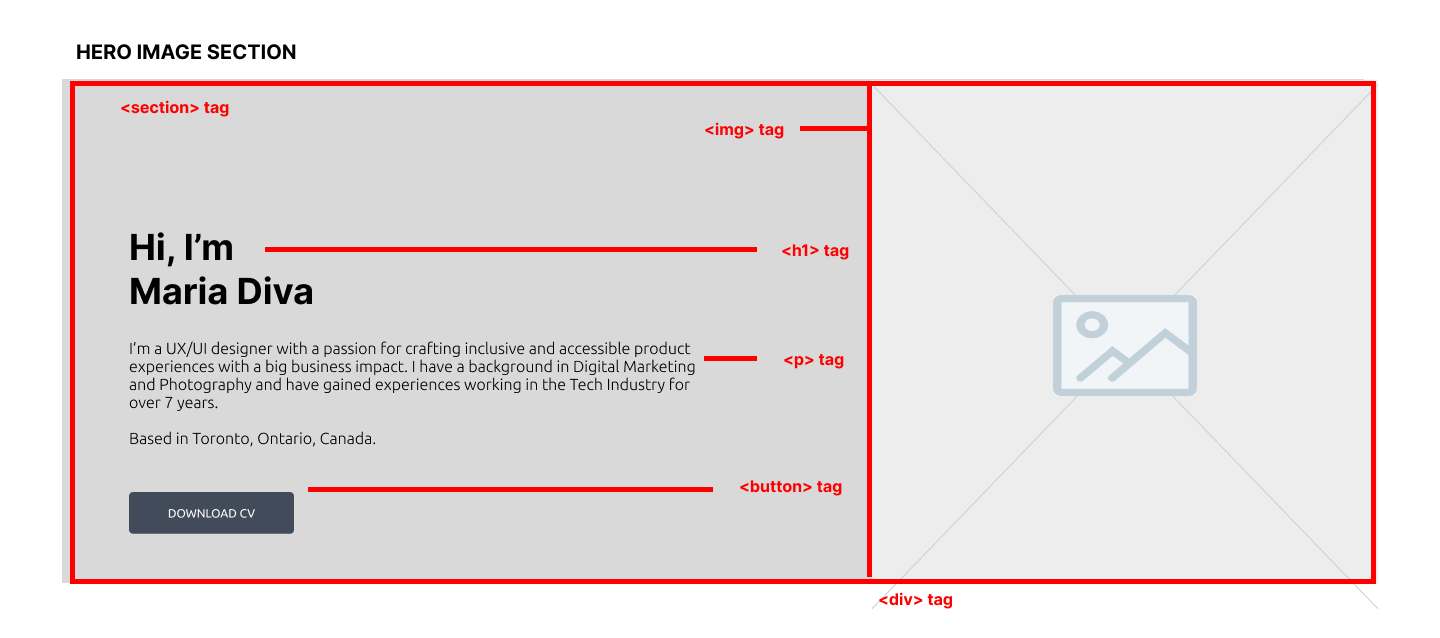 HERO IMAGE SECTION
<section> tag
<img> tag
Hi, I’m
<h1> tag
Maria Diva
I’m a UX/UI designer with a passion for crafting inclusive and accessible product
experiences with a big business impact. I have a background in Digital Marketing
<p> tag
and Photography and have gained experiences working in the Tech Industry for
over 7 years.
Based in Toronto, Ontario, Canada.
<button> tag
DOWNLOAD CV
<div> tag